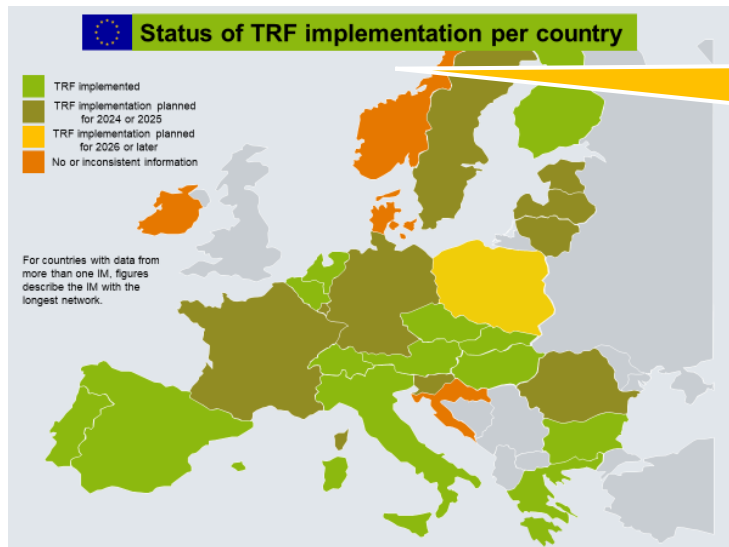 Status of TRF implementation per country
TRF implemented
TRF implementation planned
for 2024 or 2025
TRF implementation planned
for 2026 or later
No or inconsistent information
For countries with data from
more than one IM, figures
describe the IM with the
longest network.